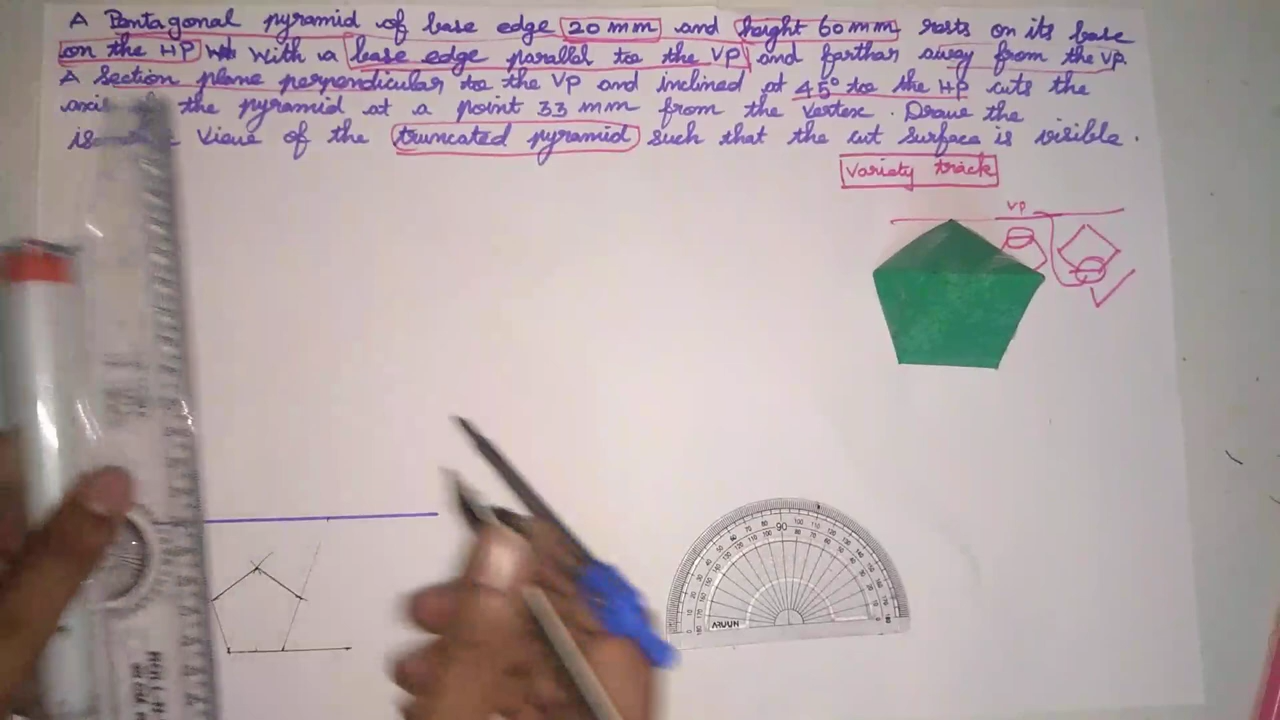 A Pentagonal pyramid of base edge 20 mm and height 60 mm rests on its base
on the HP with a base edge parallel to the VP and farther away from the VP.
A section plane perpendicular to the VP and inclined at 45° to the HP cuts the
the pyramid at a point 33 mm from the vertex. Draw the
view of the truncated pyramid such that the cut surface is visible.
Variety track
VP
90
ARUUN